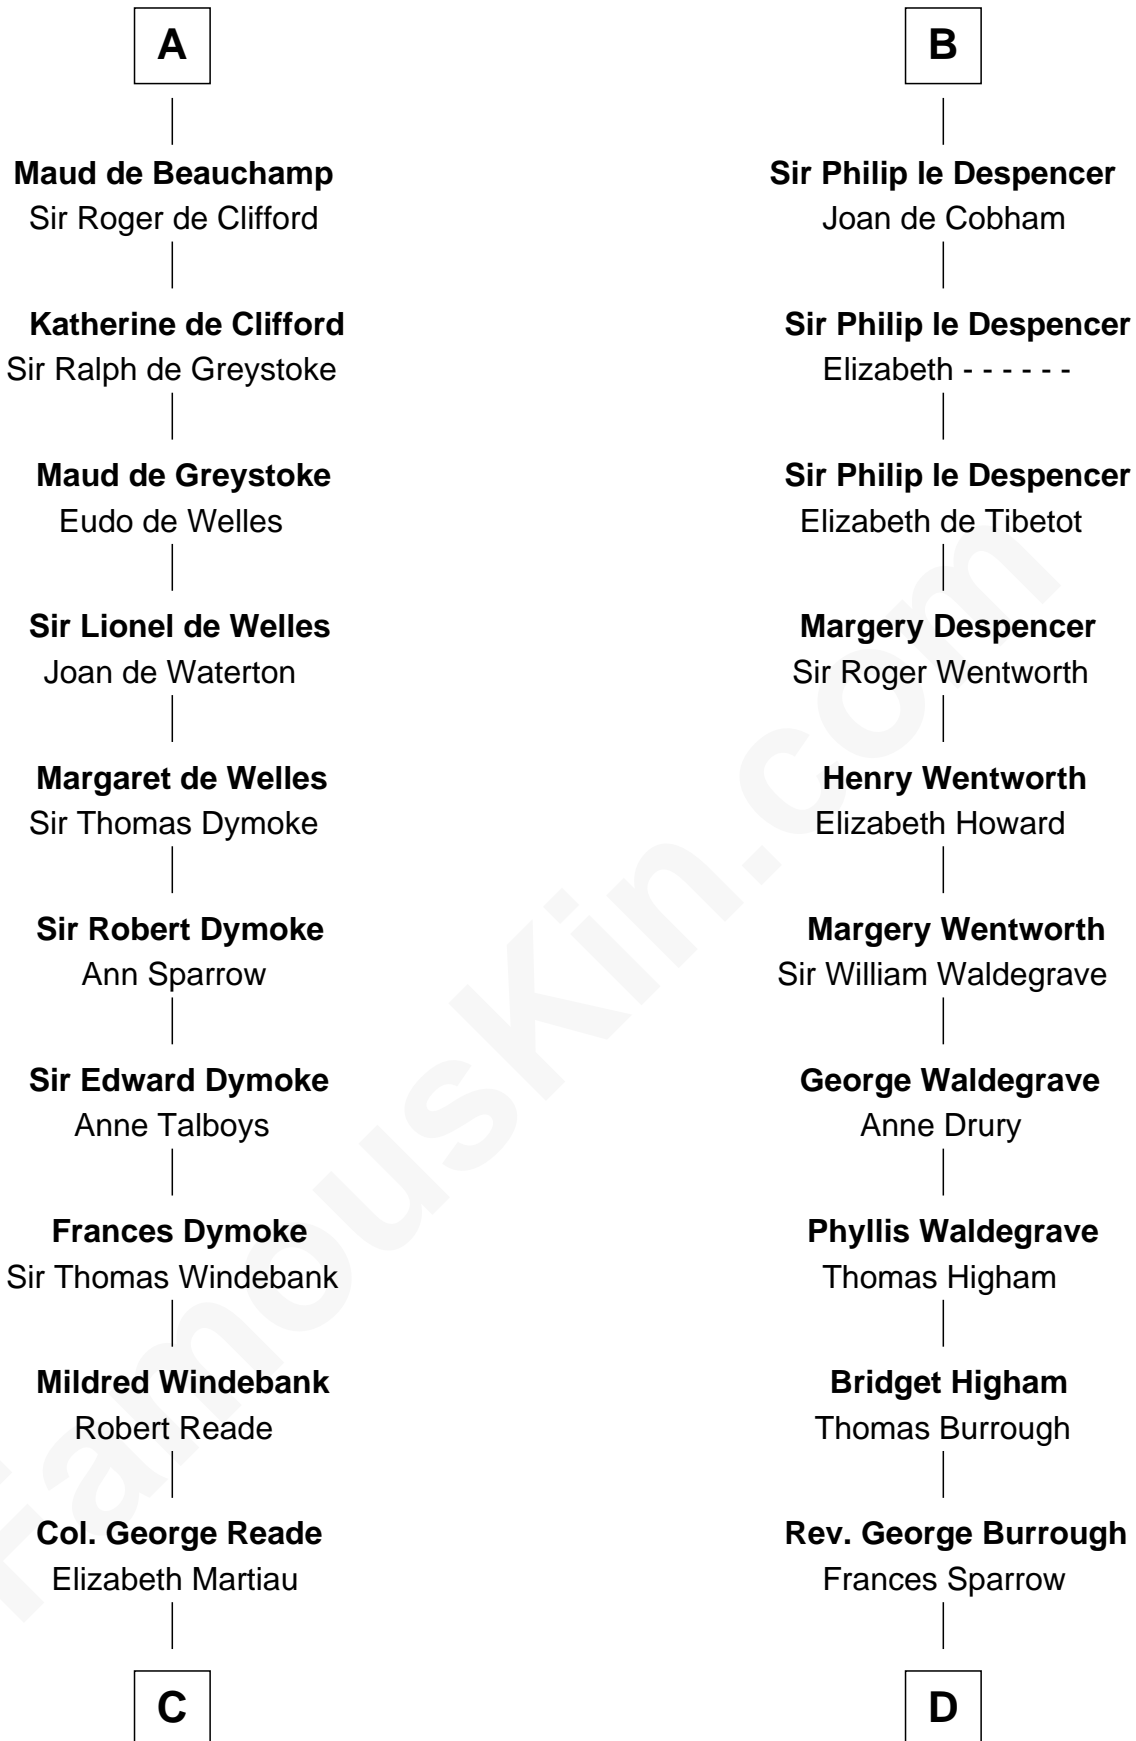 A
Maud de Beauchamp
Sir Roger de Clifford
Katherine de Clifford
Sir Ralph de Greystoke
Maud de Greystoke
Eudo de Welles
Sir Lionel de Welles
Joan de Waterton
Margaret de Welles
Sir Thomas Dymoke
Sir Robert Dymoke
Ann Sparrow
Sir Edward Dymoke
Anne Talboys
Frances Dymoke
Sir Thomas Windebank
Mildred Windebank
Robert Reade
Col. George Reade
Elizabeth Martiau
C
B
Sir Philip le Despencer
Joan de Cobham
Sir Philip le Despencer
Elizabeth - - - - - -
Sir Philip le Despencer
Elizabeth de Tibetot
Margery Despencer
Sir Roger Wentworth
Henry Wentworth
Elizabeth Howard
Margery Wentworth
Sir William Waldegrave
George Waldegrave
Anne Drury
Phyllis Waldegrave
Thomas Higham
Bridget Higham
Thomas Burrough
Rev. George Burrough
Frances Sparrow
D
FamousKin.com